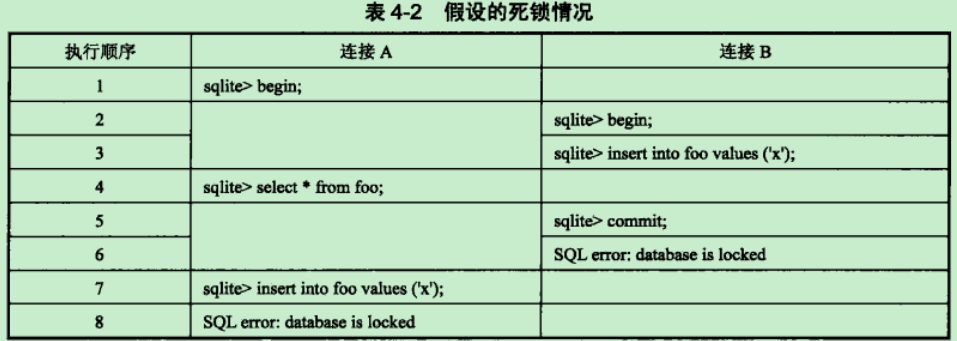 表 4-2 假设的死锁情况
执行顺序 连接 A 连接 B
1 sqlite> begin;
2 sqlite> begin;
3 sqlite> insert into foo values ('x');
4 sqlite> select * from foo;
5 sqlite> commit;
6 SQL error: database is locked
7 sqlite> insert into foo values ('x');
8 SQL error: database is locked